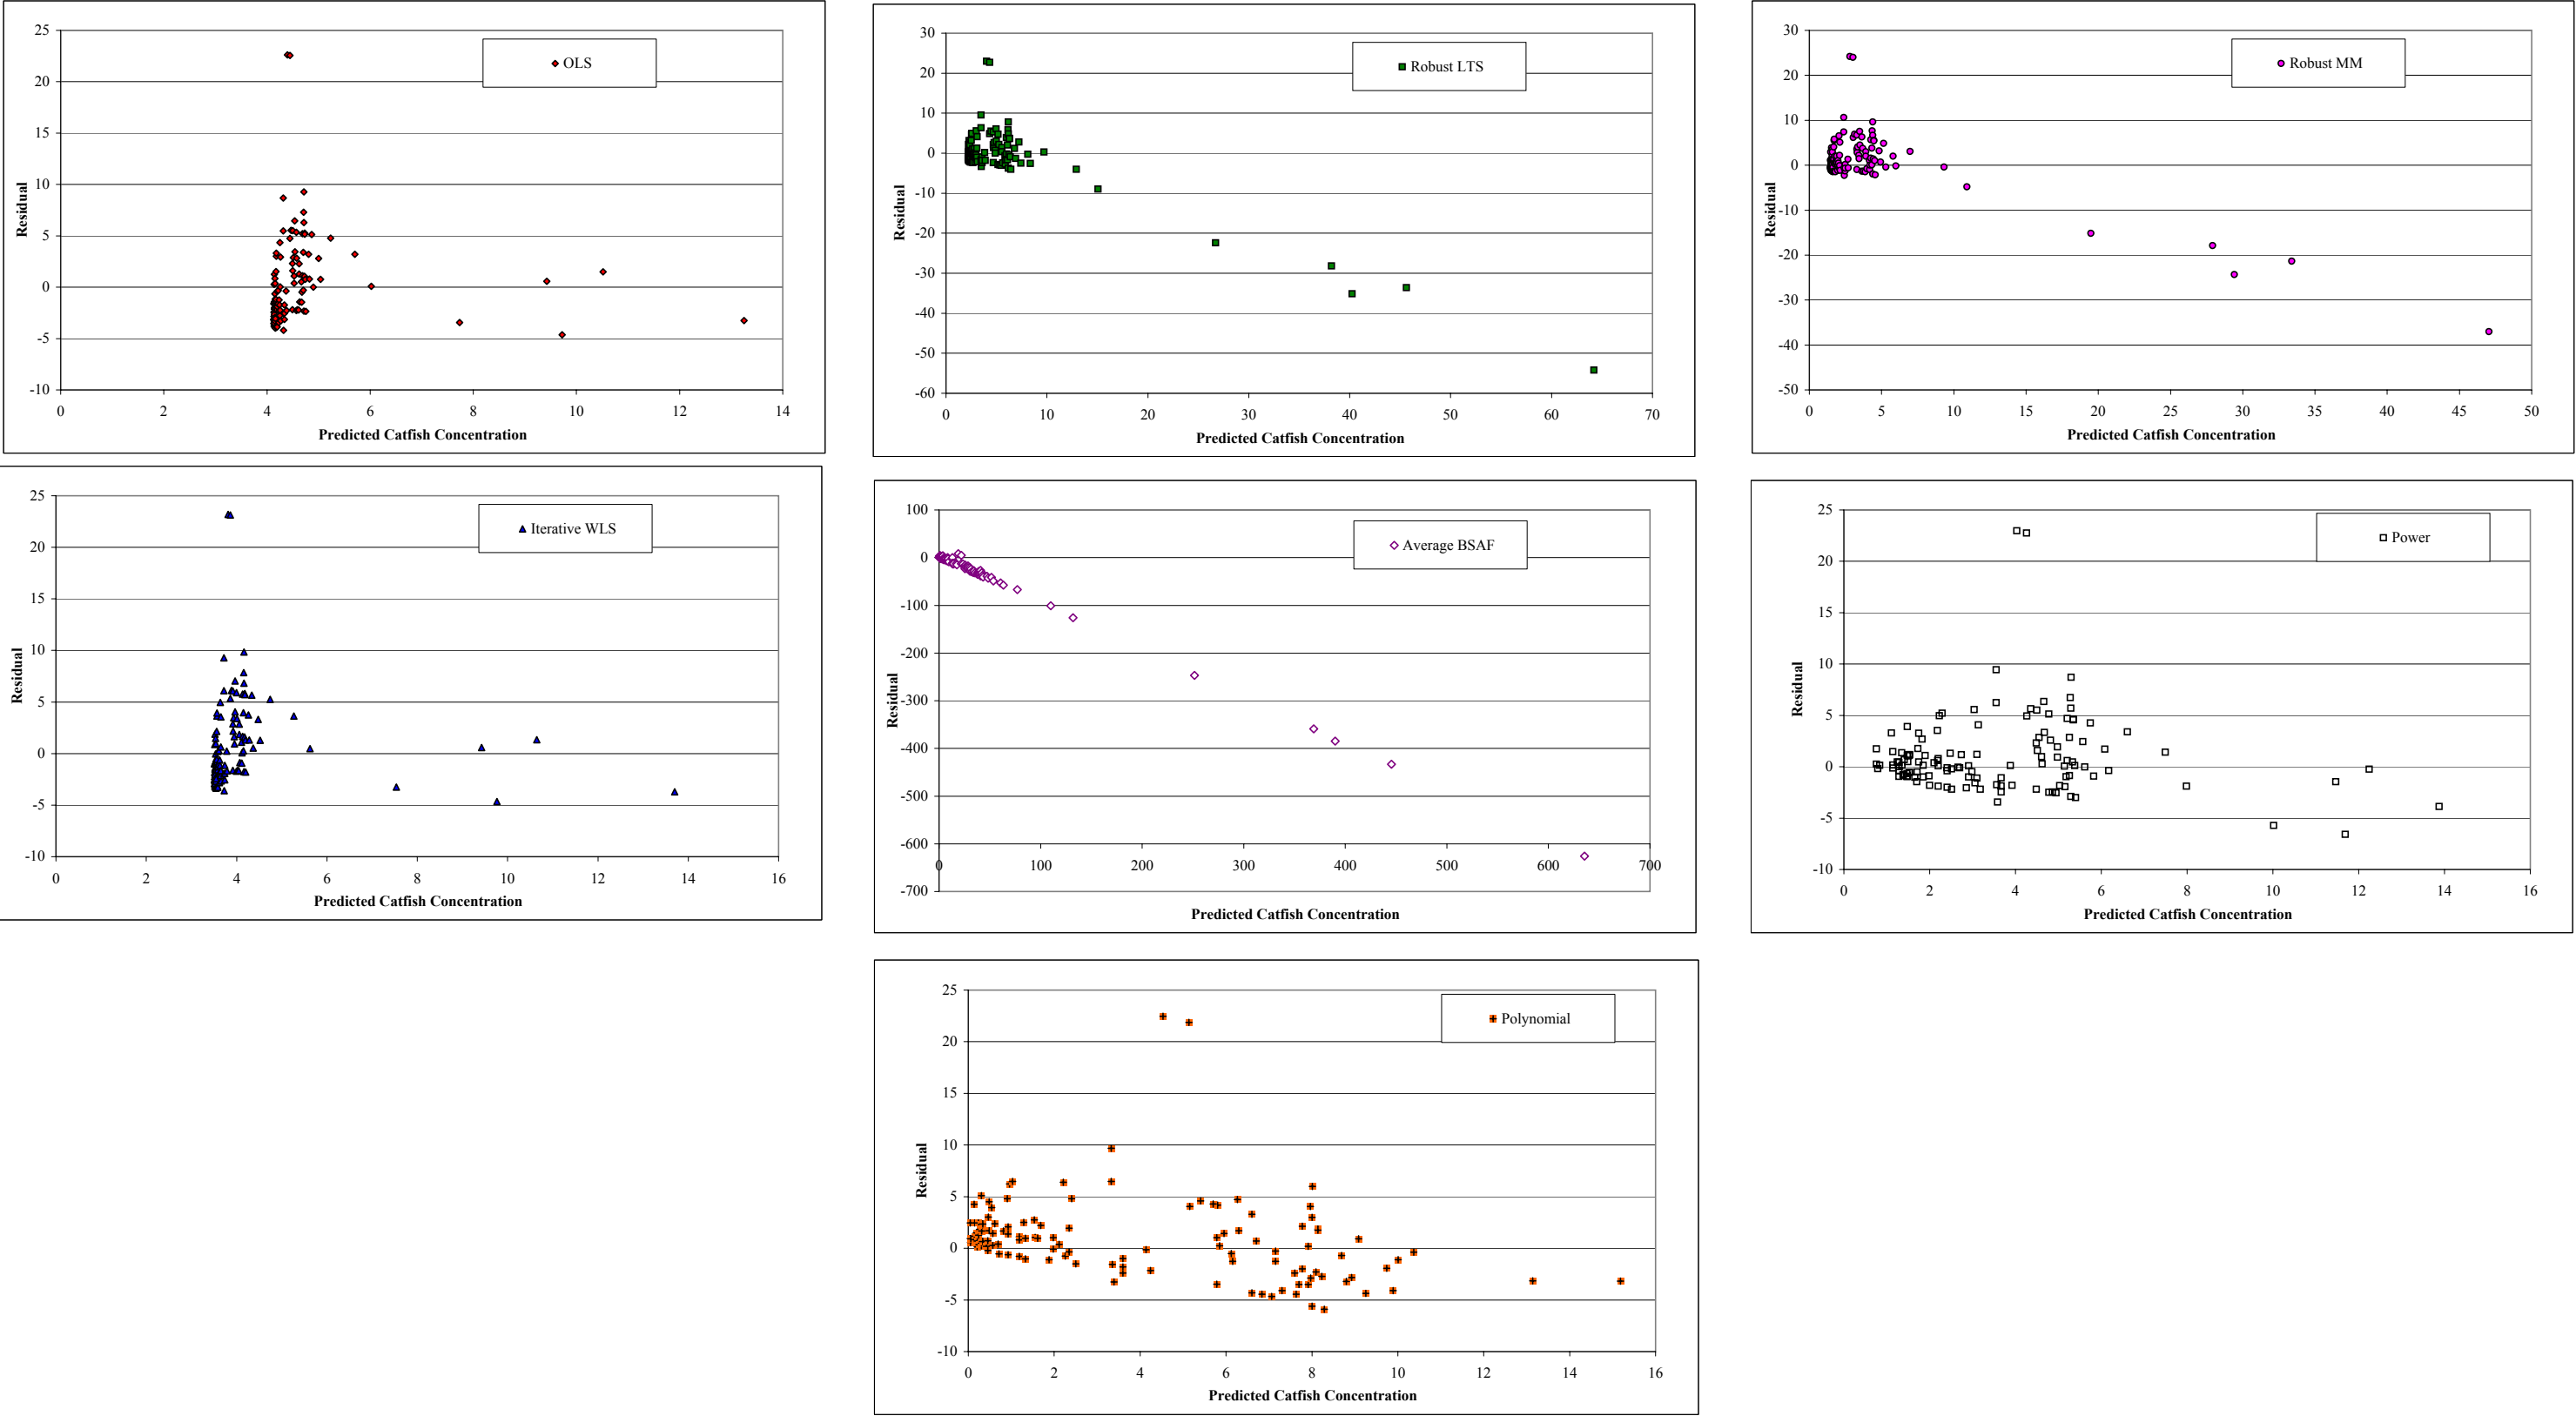 25
20
15
10
5
0
-5
-10
0 2 4 6 8 10 12 14
Residual
Predicted Catfish Concentration
OLS
30
20
10
0
-10
-20
-30
-40
-50
-60
0 10 20 30 40 50 60 70
Residual
Predicted Catfish Concentration
Robust LTS
30
20
10
0
-10
-20
-30
-40
-50
0 5 10 15 20 25 30 35 40 45 50
Residual
Predicted Catfish Concentration
Robust MM
25
20
15
10
5
0
-5
-10
0 2 4 6 8 10 12 14 16
Residual
Predicted Catfish Concentration
Iterative WLS
100
0
-100
-200
-300
-400
-500
-600
-700
0 100 200 300 400 500 600 700
Residual
Predicted Catfish Concentration
Average BSAF
25
20
15
10
5
0
-5
-10
0 2 4 6 8 10 12 14 16
Residual
Predicted Catfish Concentration
Power
25
20
15
10
5
0
-5
-10
0 2 4 6 8 10 12 14 16
Residual
Predicted Catfish Concentration
Polynomial